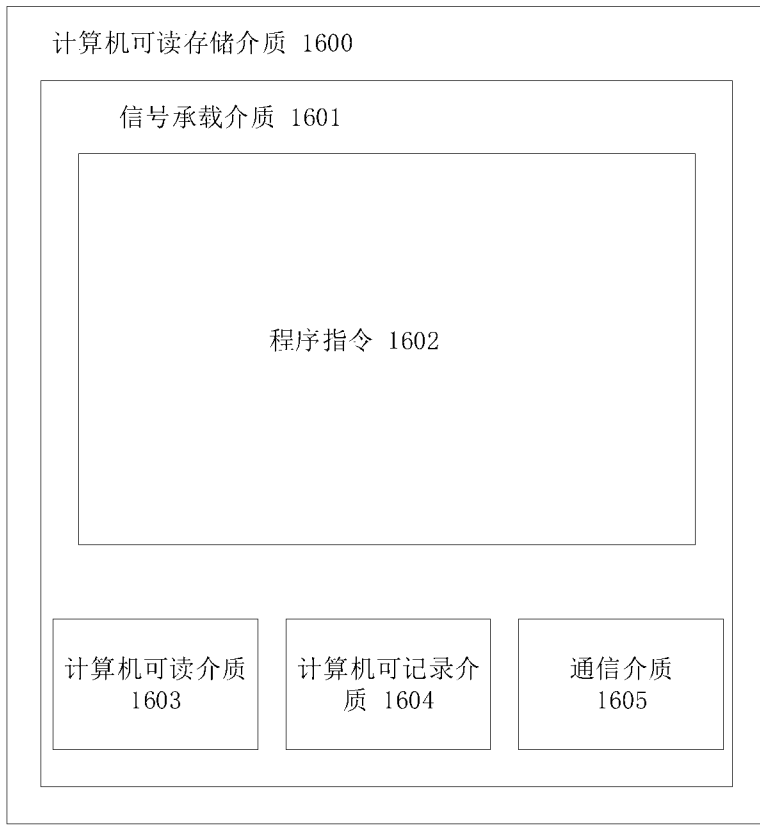 计算机可读存储介质 1600
信号承载介质 1601
程序指令 1602
计算机可读介质
1603
计算机可记录介
质 1604
通信介质
1605